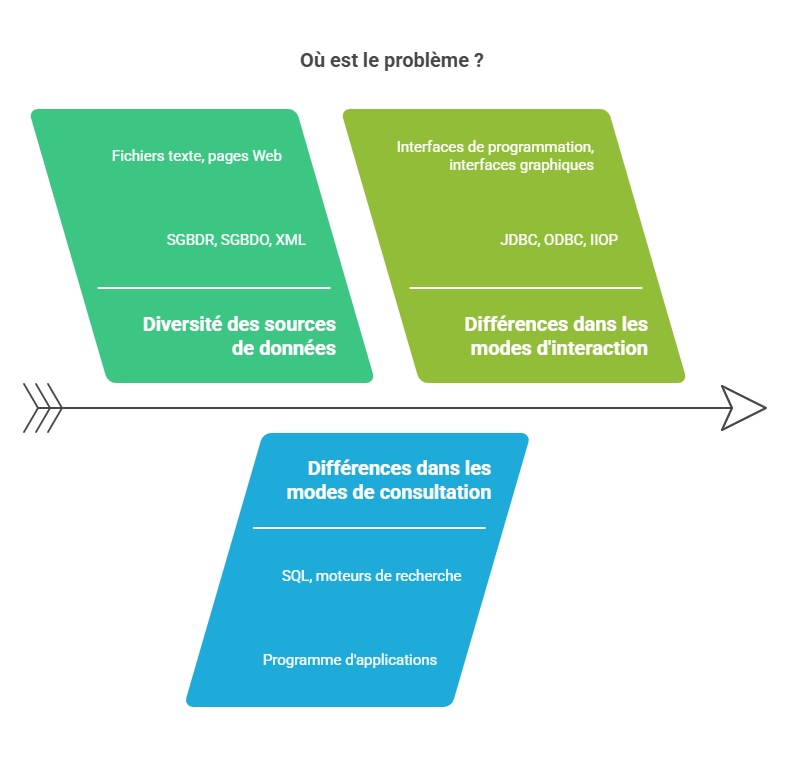 Où est le problème ?
Fichiers texte, pages Web
SGBDR, SGBDO, XML
Diversité des sources
de données
Interfaces de programmation,
interfaces graphiques
JDBC, ODBC, IIOP
Différences dans les
modes d'interaction
Différences dans les
modes de consultation
SQL, moteurs de recherche
Programme d'applications